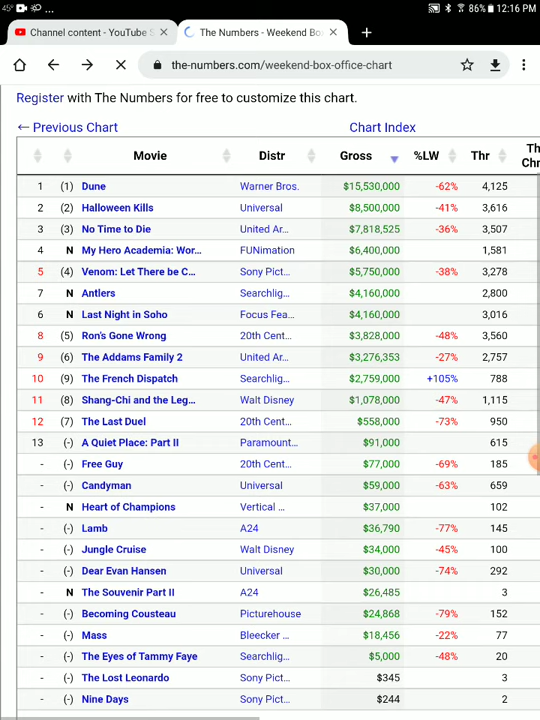 45° ...
86% 12:16 PM
Channel content - YouTube S
The Numbers - Weekend Bo
the-numbers.com/weekend-box-office-chart
Register with The Numbers for free to customize this chart.
← Previous Chart Chart Index
Movie Distr Gross %LW Thr Th
Chr
1 (1) Dune Warner Bros. $15,530,000 -62% 4,125
2 (2) Halloween Kills Universal $8,500,000 -41% 3,616
3 (3) No Time to Die United Ar... $7,818,525 -36% 3,507
4 N My Hero Academia: Wor... FUNimation $6,400,000 1,581
5 (4) Venom: Let There be C... Sony Pict... $5,750,000 -38% 3,278
7 N Antlers Searchlig... $4,160,000 2,800
6 N Last Night in Soho Focus Fea... $4,160,000 3,016
8 (5) Ron's Gone Wrong 20th Cent... $3,828,000 -48% 3,560
9 (6) The Addams Family 2 United Ar... $3,276,353 -27% 2,757
10 (9) The French Dispatch Searchlig... $2,759,000 +105% 788
11 (8) Shang-Chi and the Leg... Walt Disney $1,078,000 -47% 1,115
12 (7) The Last Duel 20th Cent... $558,000 -73% 950
13 (-) A Quiet Place: Part II Paramount... $91,000 615
- (-) Free Guy 20th Cent... $77,000 -69% 185
- (-) Candyman Universal $59,000 -63% 659
- N Heart of Champions Vertical ... $37,000 102
- (-) Lamb A24 $36,790 -77% 145
- (-) Jungle Cruise Walt Disney $34,000 -45% 100
- (-) Dear Evan Hansen Universal $30,000 -74% 292
- N The Souvenir Part II A24 $26,485 3
- (-) Becoming Cousteau Picturehouse $24,868 -79% 152
- (-) Mass Bleecker ... $18,456 -22% 77
- (-) The Eyes of Tammy Faye Searchlig... $5,000 -48% 20
- (-) The Lost Leonardo Sony Pict... $345 3
- (-) Nine Days Sony Pict... $244 2